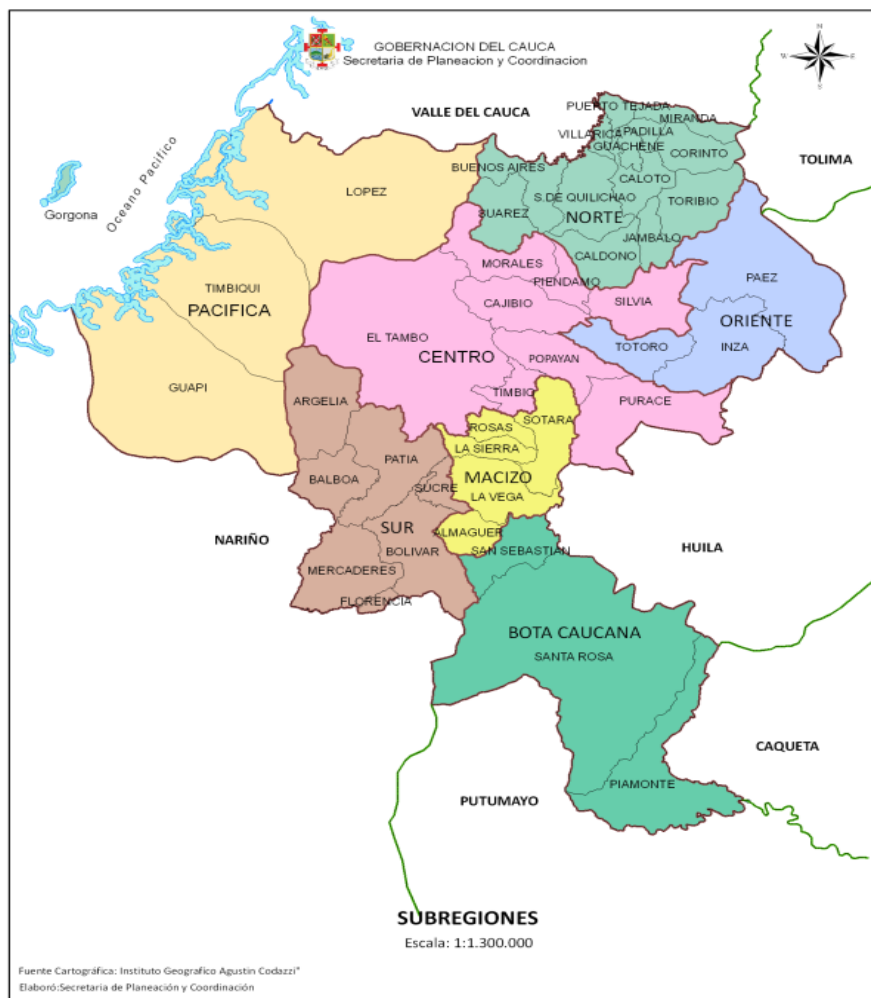 GOBERNACION DEL CAUCA
Secretaria de Planeacion y Coordinacion
N
W
E
S
VALLE DEL CAUCA
PUERTO TEJADA
MIRANDA
VILLARICA
PADILLA
GUACHENE
CORINTO
TOLIMA
BUENOS AIRES
CALOTO
LOPEZ
S.DE QUILICHAO
TORIBIO
Oceano Pacifico
Gorgona
SUAREZ
NORTE
JAMBALO
CALDONO
MORALES
PAEZ
PIENDAMO
TIMBIQUI
PACIFICA
CAJIBIO
SILVIA
ORIENTE
EL TAMBO
CENTRO
TOTORO
INZA
POPAYAN
GUAPI
TIMBIO
PURACE
ARGELIA
SOTARA
ROSAS
LA SIERRA
PATIA
BALBOA
MACIZO
SUCRE
LA VEGA
NARIÑO
SUR
ALMAGUER
HUILA
BOLIVAR
SAN SEBASTIAN
MERCADERES
FLORENCIA
BOTA CAUCANA
SANTA ROSA
CAQUETA
PIAMONTE
PUTUMAYO
SUBREGIONES
Escala: 1:1.300.000
Fuente Cartográfica: Instituto Geografico Agustin Codazzi"
Elaboró:Secretaria de Planeación y Coordinación